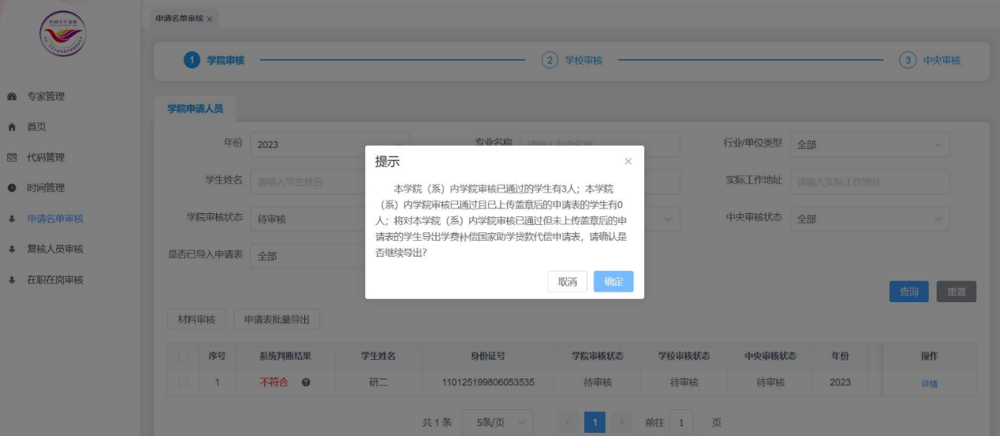 申请名单审核 ×
1 学院审核
2 学校审核
3 中央审核
专家管理
首页
代码管理
时间管理
申请名单审核
复核人员审核
在职在岗审核
学院申请人员
年份 2023
专业名称 请输入专业名称
行业/单位类型 全部
学生姓名 请输入学生姓名
实际工作地址 请输入实际工作地址
学院审核状态 待审核
中央审核状态 全部
是否已导入申请表 全部
提示 ×
本学院（系）内学院审核已通过的学生有3人；本学院
（系）内学院审核已通过且已上传盖章后的申请表的学生有0
人；将对本学院（系）内学院审核已通过但未上传盖章后的申
请表的学生导出学费补偿国家助学贷款代偿申请表，请确认是
否继续导出?
取消 确定
查询 重置
材料审核 申请表批量导出
序号 系统判断结果 学生姓名 身份证号 学院审核状态 学校审核状态 中央审核状态 年份 操作
1 不符合 ? 研二 110125199806053535 待审核 待审核 待审核 2023 详情
共 1 条 5条/页 < 1 > 前往 1 页